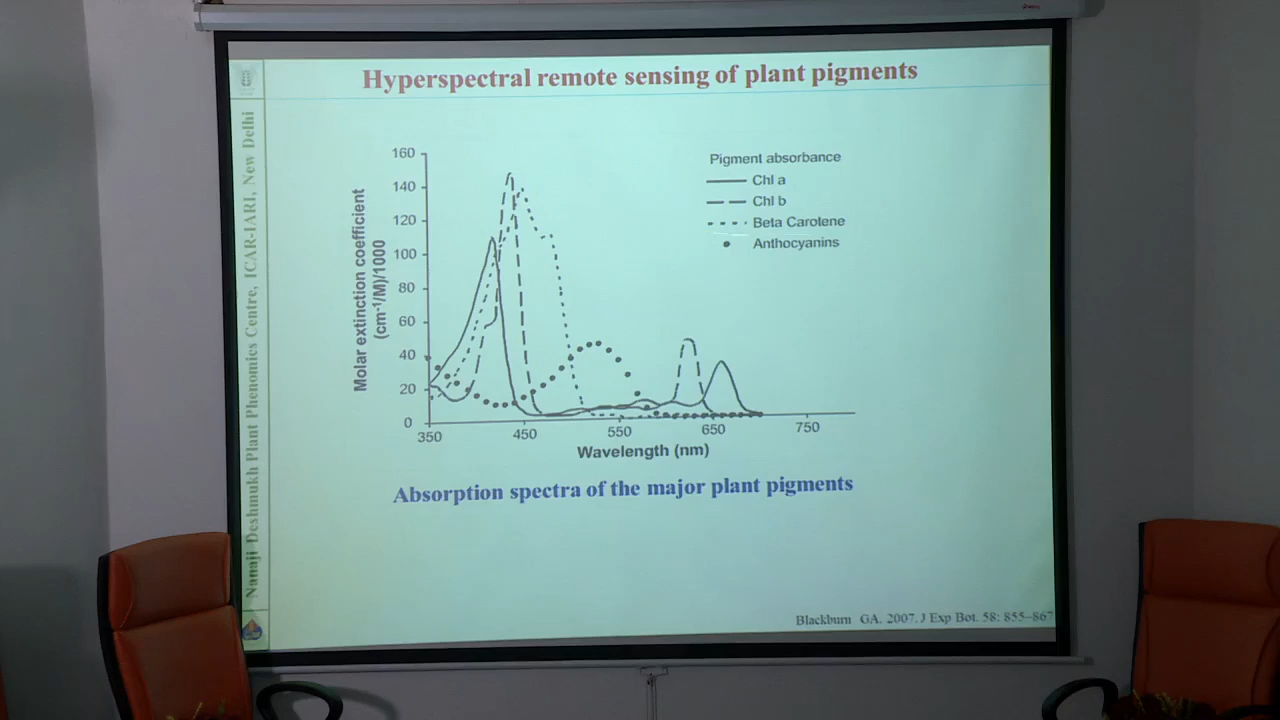 Hyperspectral remote sensing of plant pigments
Nanaji Deshmukh Plant Phenomics Centre, ICAR-IARI, New Delhi
Molar extinction coefficient
(cm-1/M)/1000
160
140
120
100
80
60
40
20
0
350
450
550
650
750
Wavelength (nm)
Pigment absorbance
Chl a
Chl b
Beta Carotene
Anthocyanins
Absorption spectra of the major plant pigments
Blackburn GA. 2007. J Exp Bot. 58: 855–867